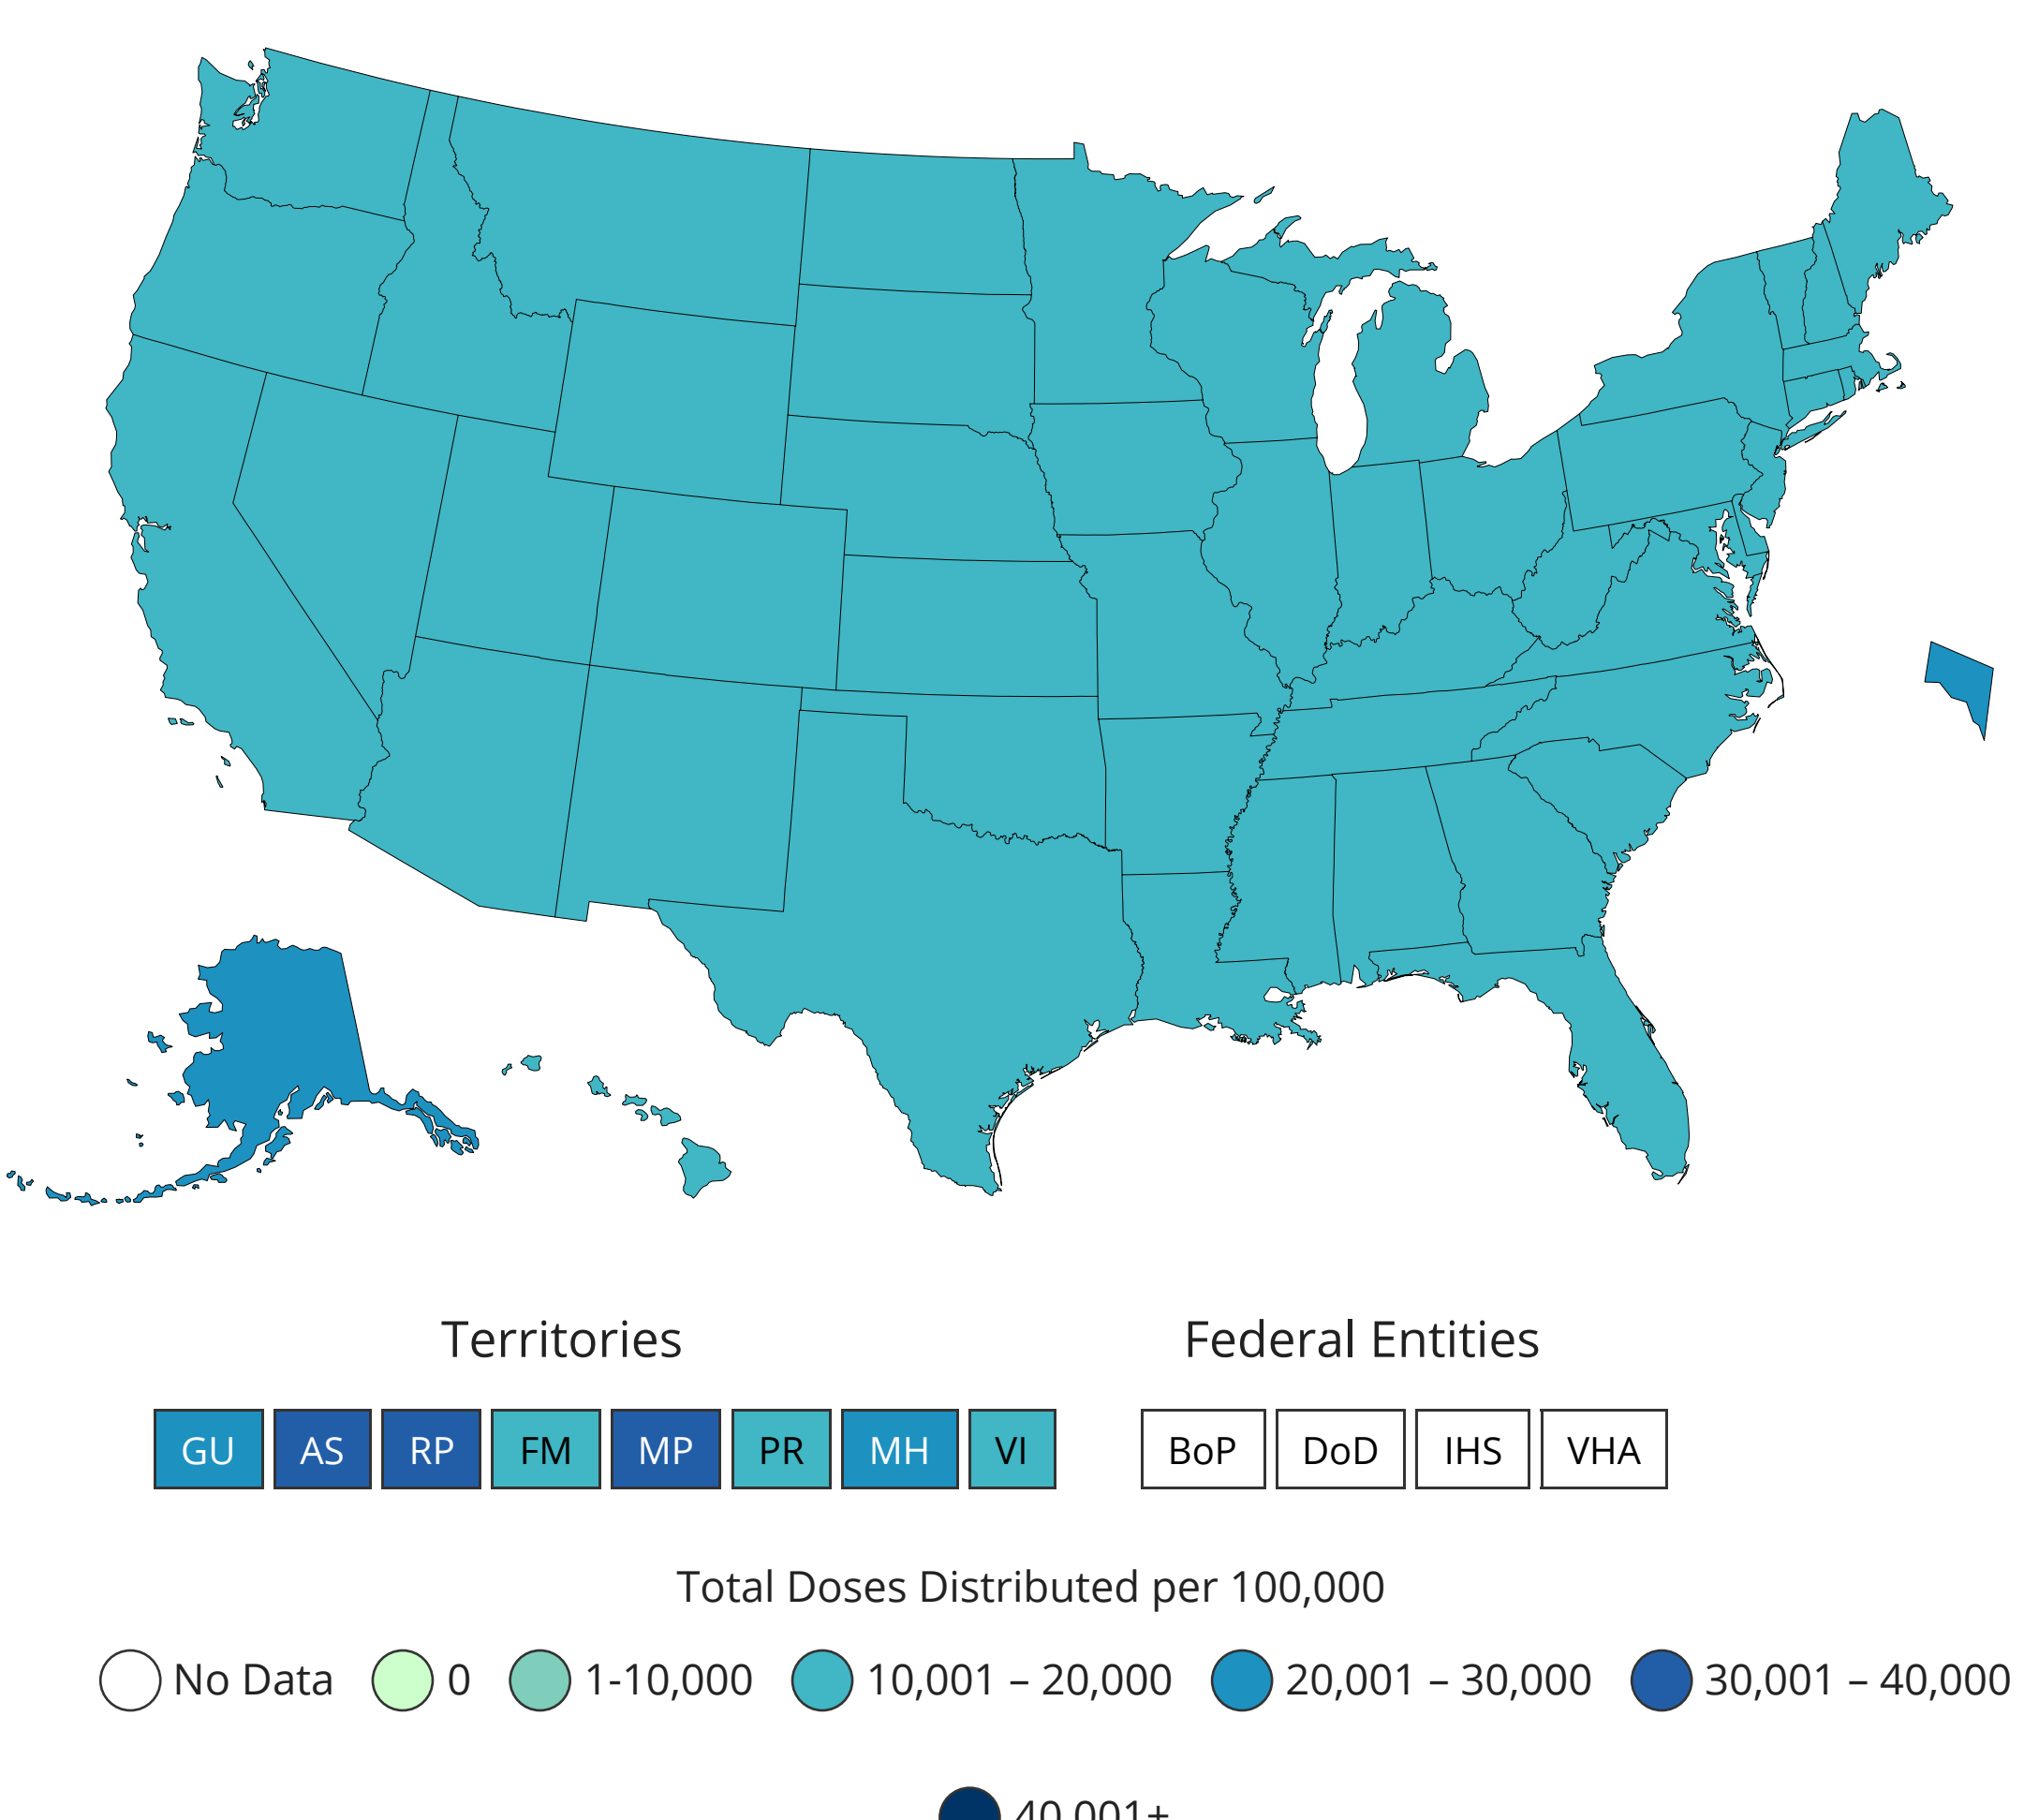 Territories Federal Entities
GU AS RP FM MP PR MH VI BoP DoD IHS VHA
Total Doses Distributed per 100,000
No Data 0 1-10,000 10,001 – 20,000 20,001 – 30,000 30,001 – 40,000
40,001+